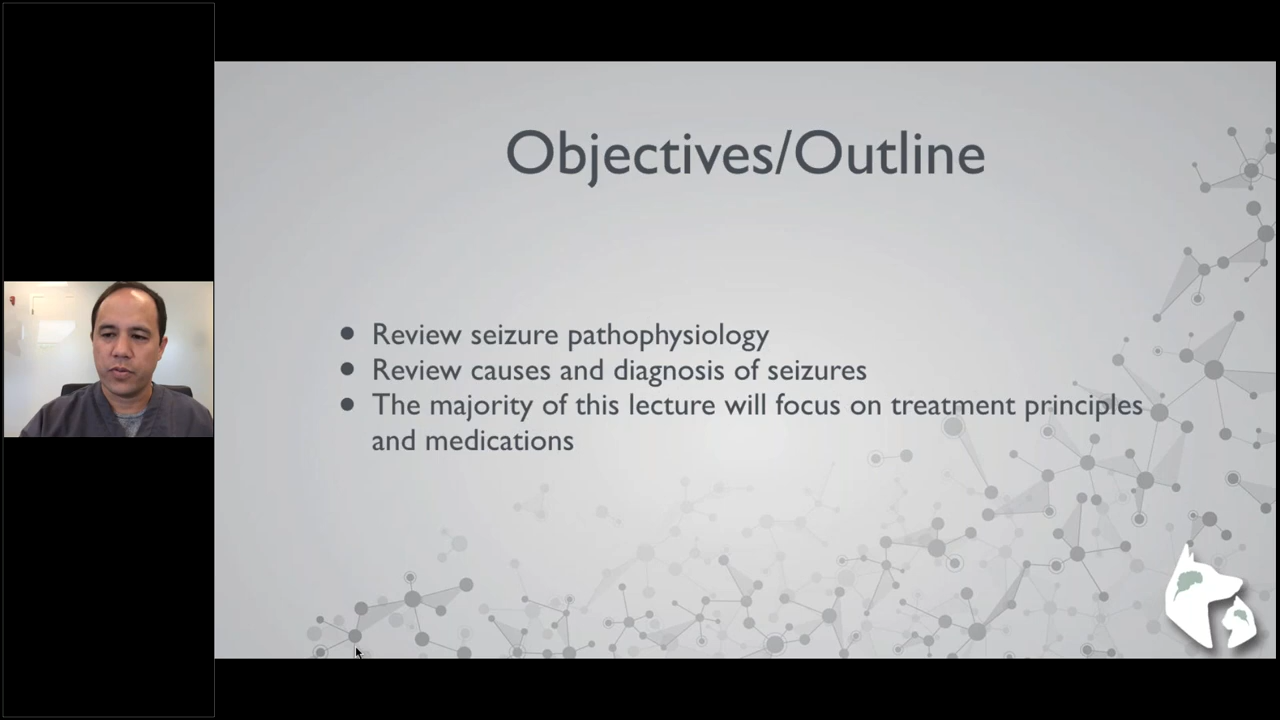 Objectives/Outline
● Review seizure pathophysiology
● Review causes and diagnosis of seizures
● The majority of this lecture will focus on treatment principles
and medications